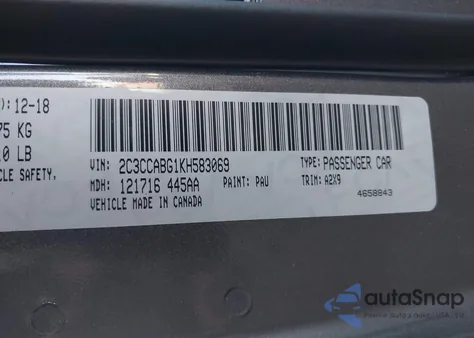 ): 12-18
75 KG
0 LB
VEHICLE SAFETY,
VIN: 2C3CCABG1KH583069 TYPE: PASSENGER CAR
MDH: 121716 445AA PAINT: PAU TRIM: A2X9
VEHICLE MADE IN CANADA 4658843
autoSnap